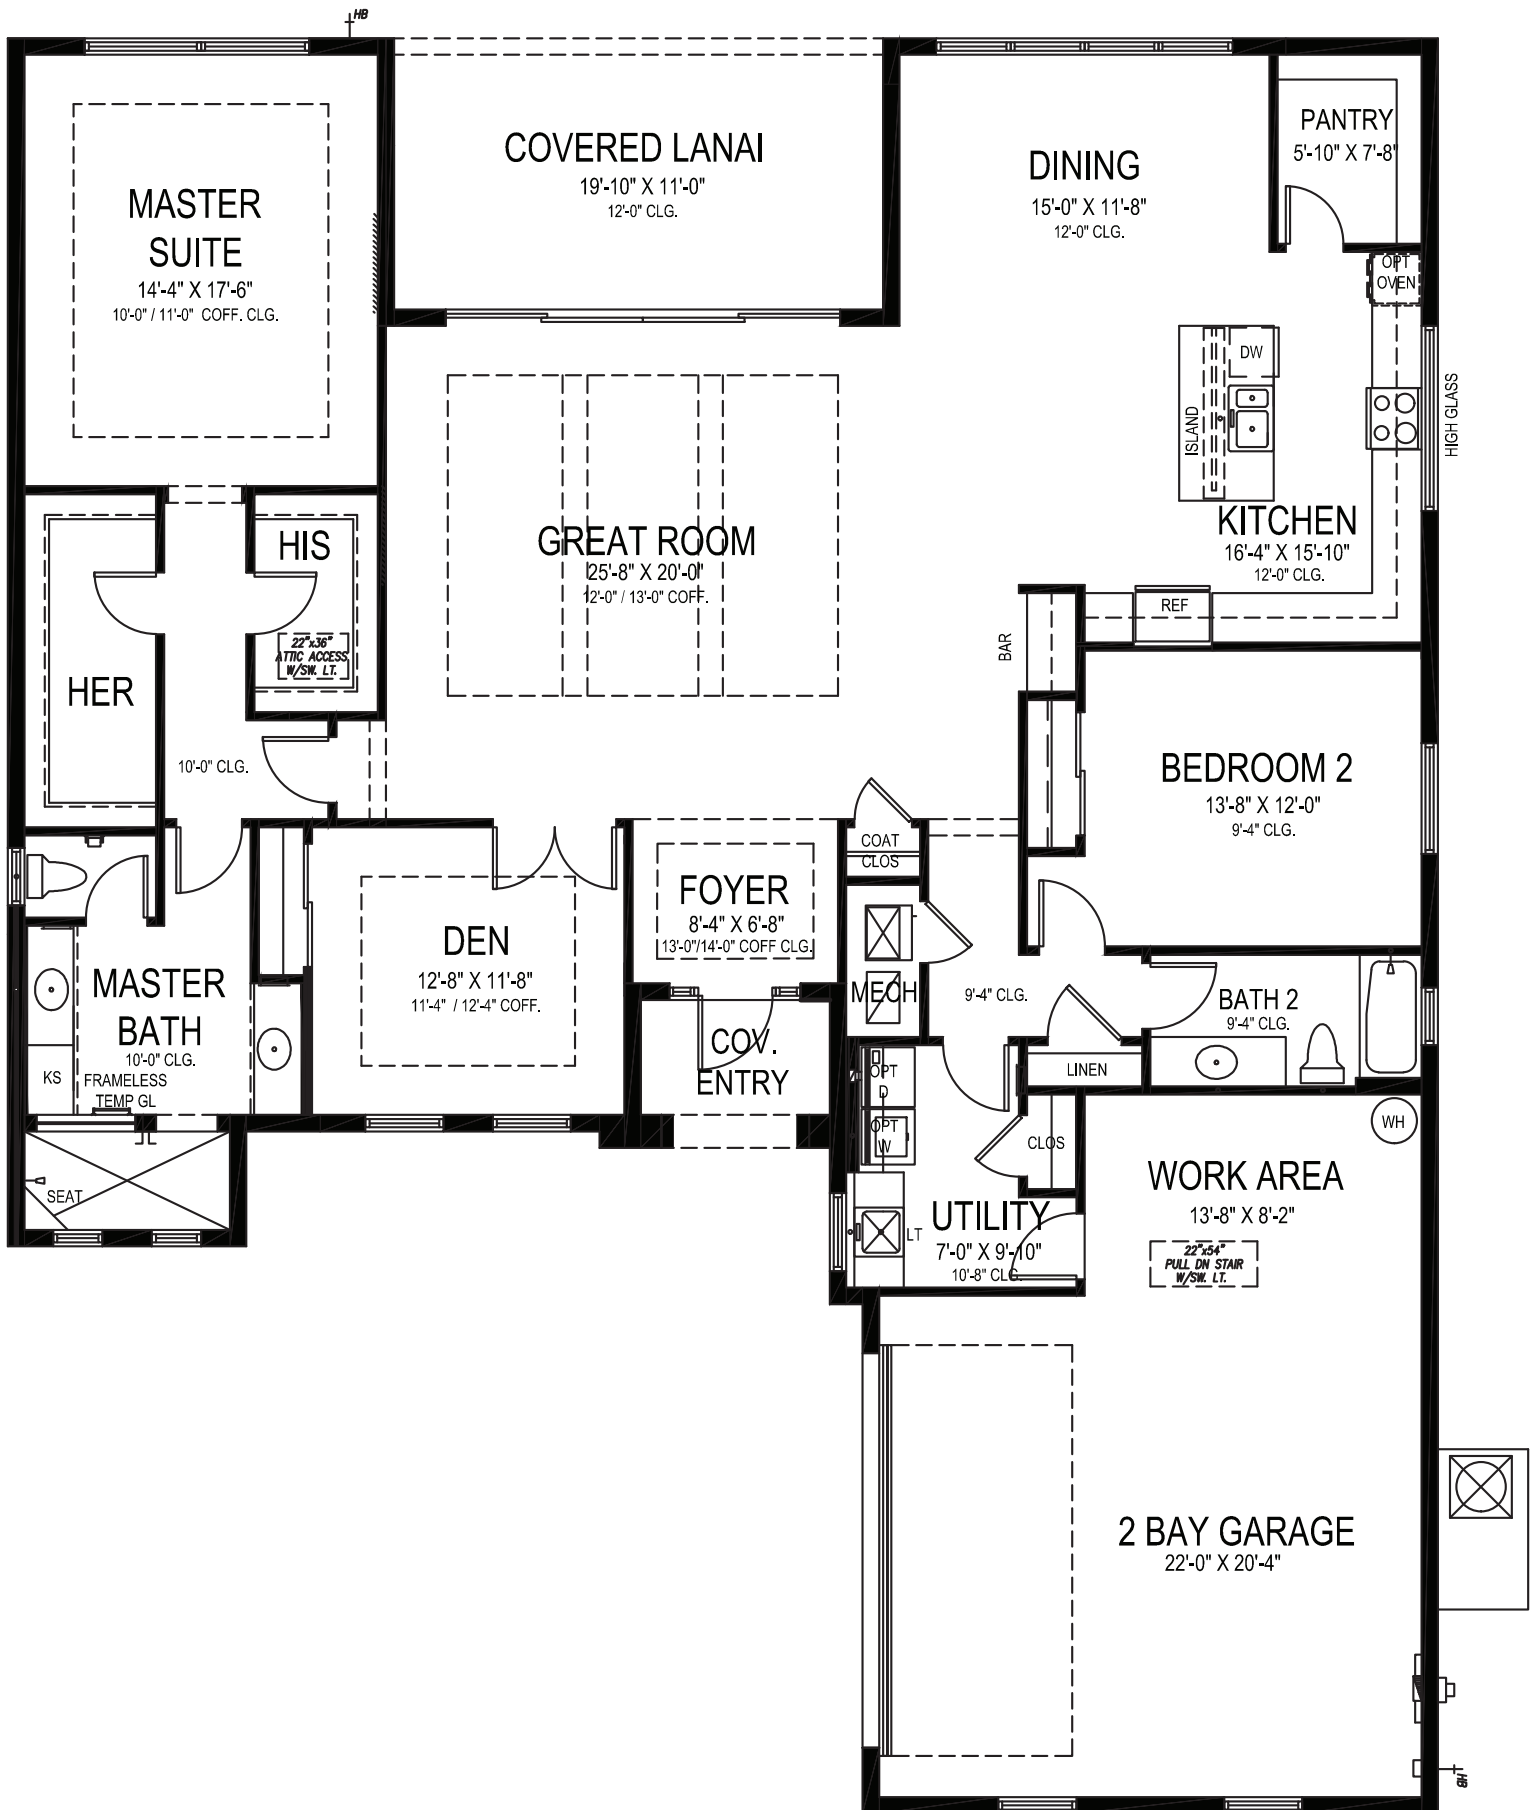 HB
COVERED LANAI
19'-10" X 11'-0"
12'-0" CLG.
DINING
15'-0" X 11'-8"
12'-0" CLG.
PANTRY
5'-10" X 7'-8"
MASTER
SUITE
14'-4" X 17'-6"
10'-0" / 11'-0" COFF. CLG.
OPT
OVEN
DW
ISLAND
HIGH GLASS
KITCHEN
16'-4" X 15'-10"
12'-0" CLG.
REF
GREAT ROOM
25'-8" X 20'-0"
12'-0" / 13'-0" COFF.
HIS
22"x36"
ATTIC ACCESS
W/SW. LT.
HER
10'-0" CLG.
BAR
BEDROOM 2
13'-8" X 12'-0"
9'-4" CLG.
COAT
CLOS
FOYER
8'-4" X 6'-8"
13'-0"/14'-0" COFF CLG.
DEN
12'-8" X 11'-8"
11'-4" / 12'-4" COFF.
MASTER
BATH
10'-0" CLG.
KS
FRAMELESS
TEMP GL
SEAT
COV.
ENTRY
MECH
9'-4" CLG.
BATH 2
9'-4" CLG.
LINEN
OPT
D
OPT
W
CLOS
WH
WORK AREA
13'-8" X 8'-2"
22"x54"
PULL DN STAIR
W/SW. LT.
UTILITY
7'-0" X 9'-10"
10'-8" CLG.
LT
2 BAY GARAGE
22'-0" X 20'-4"
HB